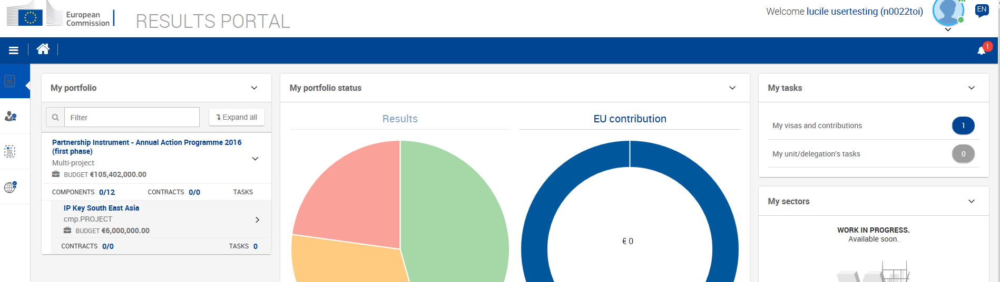 European
Commission
RESULTS PORTAL
Welcome lucile usertesting (n0022toi)
EN
1
My portfolio
Filter
Expand all
Partnership Instrument - Annual Action Programme 2016
(first phase)
Multi-project
BUDGET €105,402,000.00
COMPONENTS 0/12 CONTRACTS 0/0 TASKS
IP Key South East Asia
cmp.PROJECT
BUDGET €6,000,000.00
CONTRACTS 0/0 TASKS 0
My portfolio status
Results
EU contribution
€ 0
My tasks
My visas and contributions 1
My unit/delegation's tasks 0
My sectors
WORK IN PROGRESS.
Available soon.